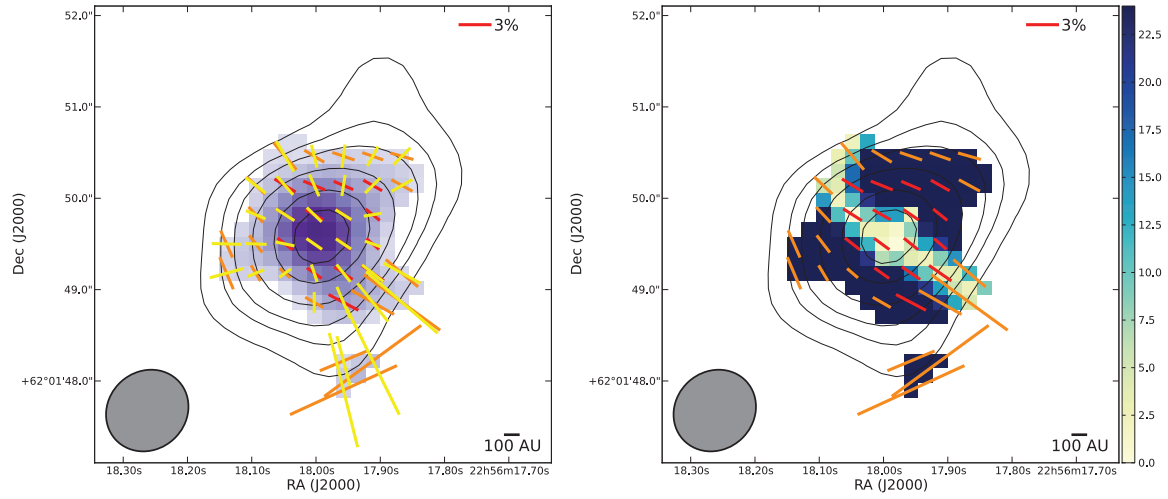 52.0"
3%
51.0"
50.0"
49.0"
+62°01'48.0"
Dec (J2000)
100 AU
18.30s
18.20s
18.10s
18.00s
17.90s
17.80s
22h56m17.70s
RA (J2000)
52.0"
3%
51.0"
50.0"
49.0"
+62°01'48.0"
Dec (J2000)
100 AU
18.30s
18.20s
18.10s
18.00s
17.90s
17.80s
22h56m17.70s
RA (J2000)
22.5
20.0
17.5
15.0
12.5
10.0
7.5
5.0
2.5
0.0